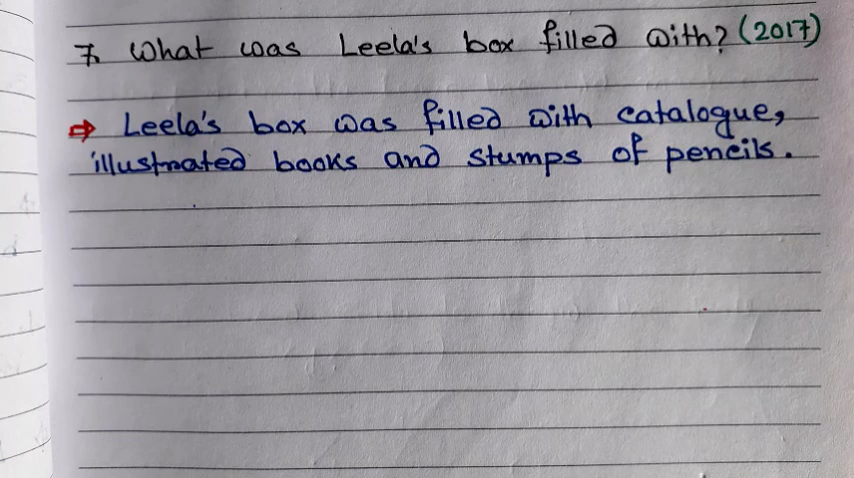 7. What was Leela's box filled with? (2017)
⇒ Leela's box was filled with catalogue,
illustrated books and stumps of pencils.